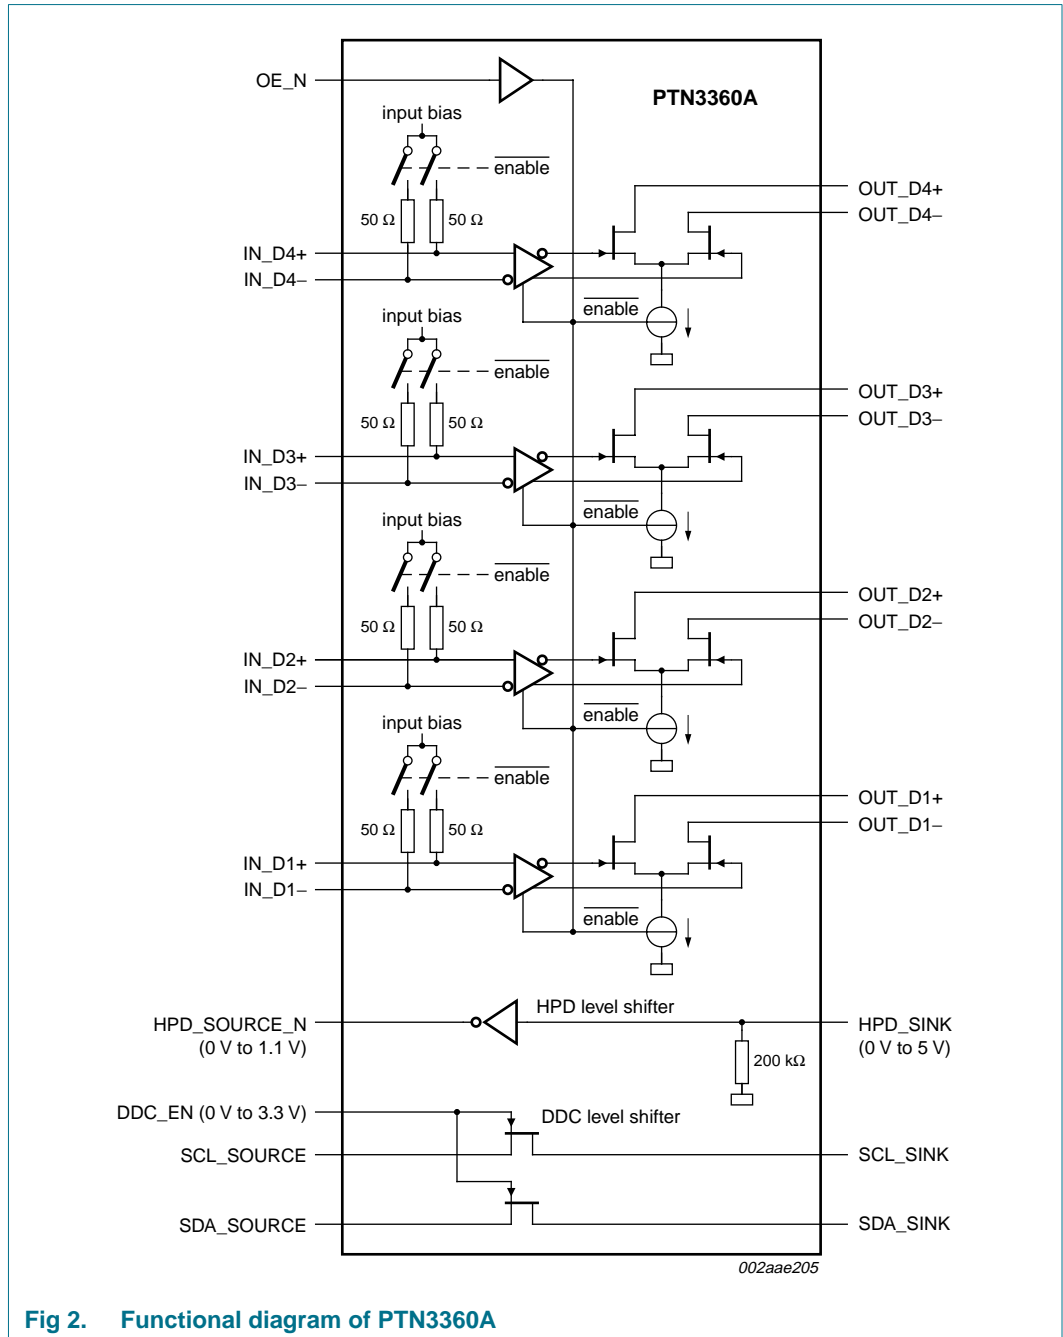 OE_N
PTN3360A
input bias
enable
50 Ω 50 Ω
OUT_D4+
OUT_D4−
IN_D4+
IN_D4−
enable
input bias
enable
50 Ω 50 Ω
OUT_D3+
OUT_D3−
IN_D3+
IN_D3−
enable
input bias
enable
50 Ω 50 Ω
OUT_D2+
OUT_D2−
IN_D2+
IN_D2−
enable
input bias
enable
50 Ω 50 Ω
OUT_D1+
OUT_D1−
IN_D1+
IN_D1−
enable
HPD level shifter
HPD_SOURCE_N
(0 V to 1.1 V)
HPD_SINK
(0 V to 5 V)
200 kΩ
DDC_EN (0 V to 3.3 V)
DDC level shifter
SCL_SOURCE
SCL_SINK
SDA_SOURCE
SDA_SINK
002aae205
Fig 2. Functional diagram of PTN3360A